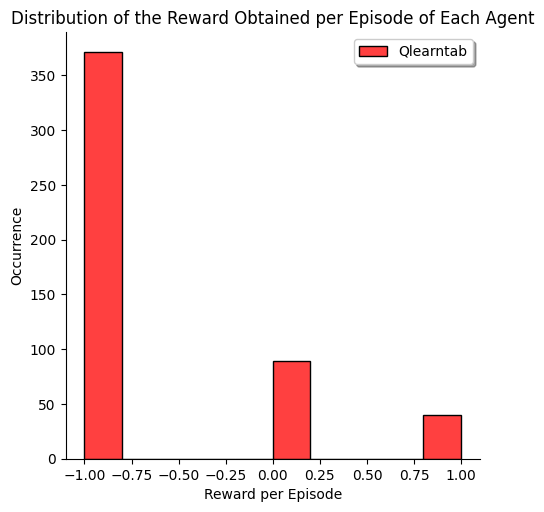 Distribution of the Reward Obtained per Episode of Each Agent
Qlearntab
350
300
250
200
150
100
50
0
Occurrence
−1.00 −0.75 −0.50 −0.25 0.00 0.25 0.50 0.75 1.00
Reward per Episode